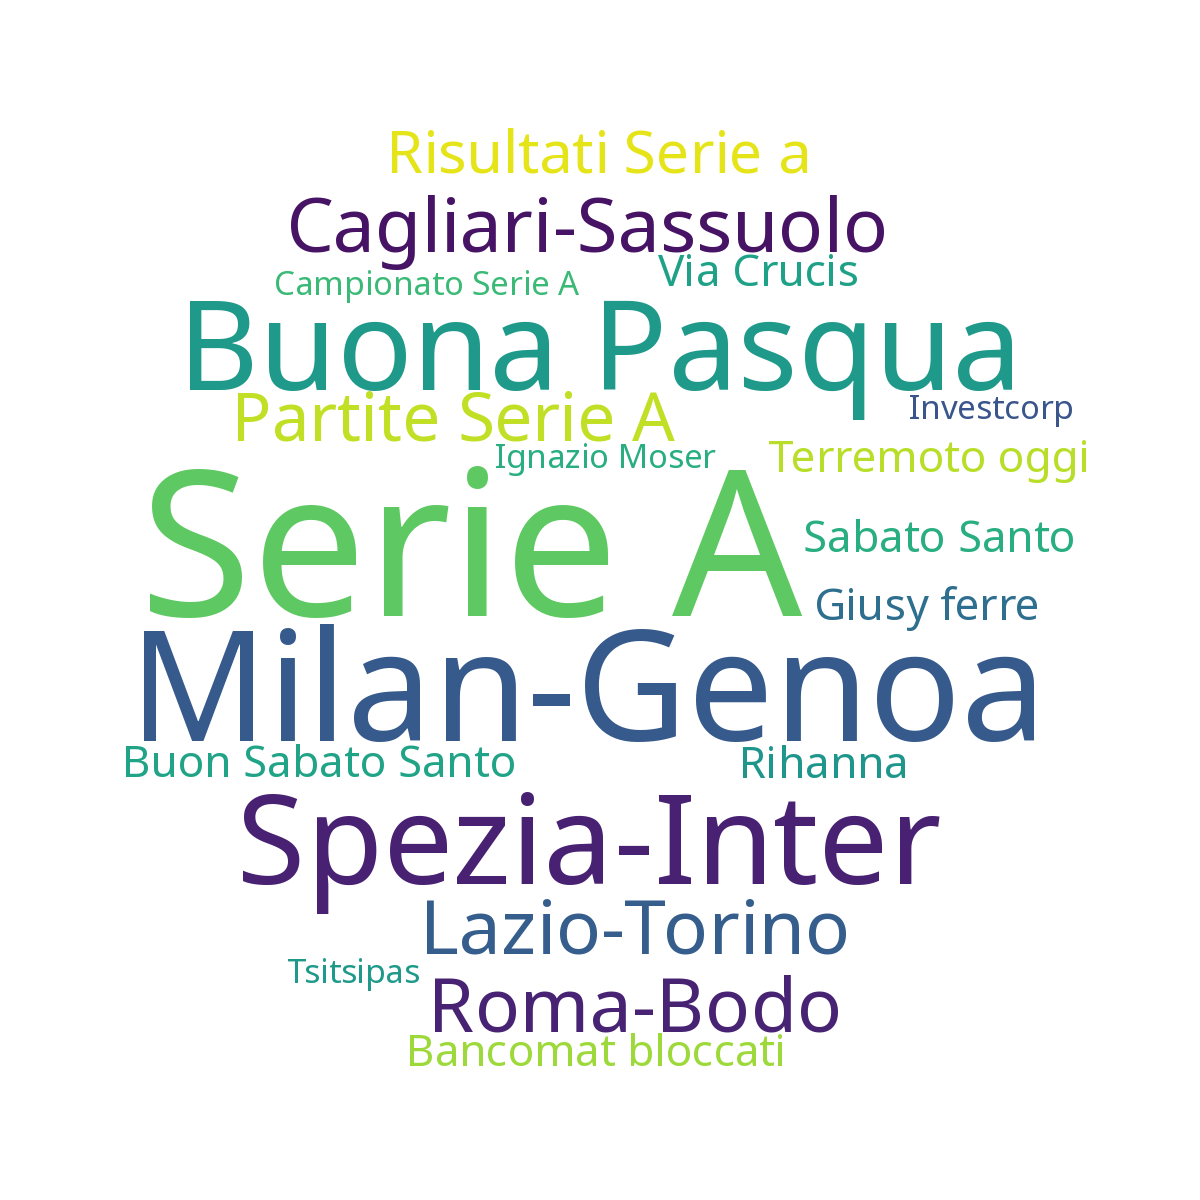 Risultati Serie a
Cagliari-Sassuolo
Via Crucis
Campionato Serie A
Buona Pasqua
Partite Serie A
Investcorp
Ignazio Moser
Terremoto oggi
Serie A
Sabato Santo
Giusy ferre
Milan-Genoa
Buon Sabato Santo
Rihanna
Spezia-Inter
Lazio-Torino
Tsitsipas
Roma-Bodo
Bancomat bloccati